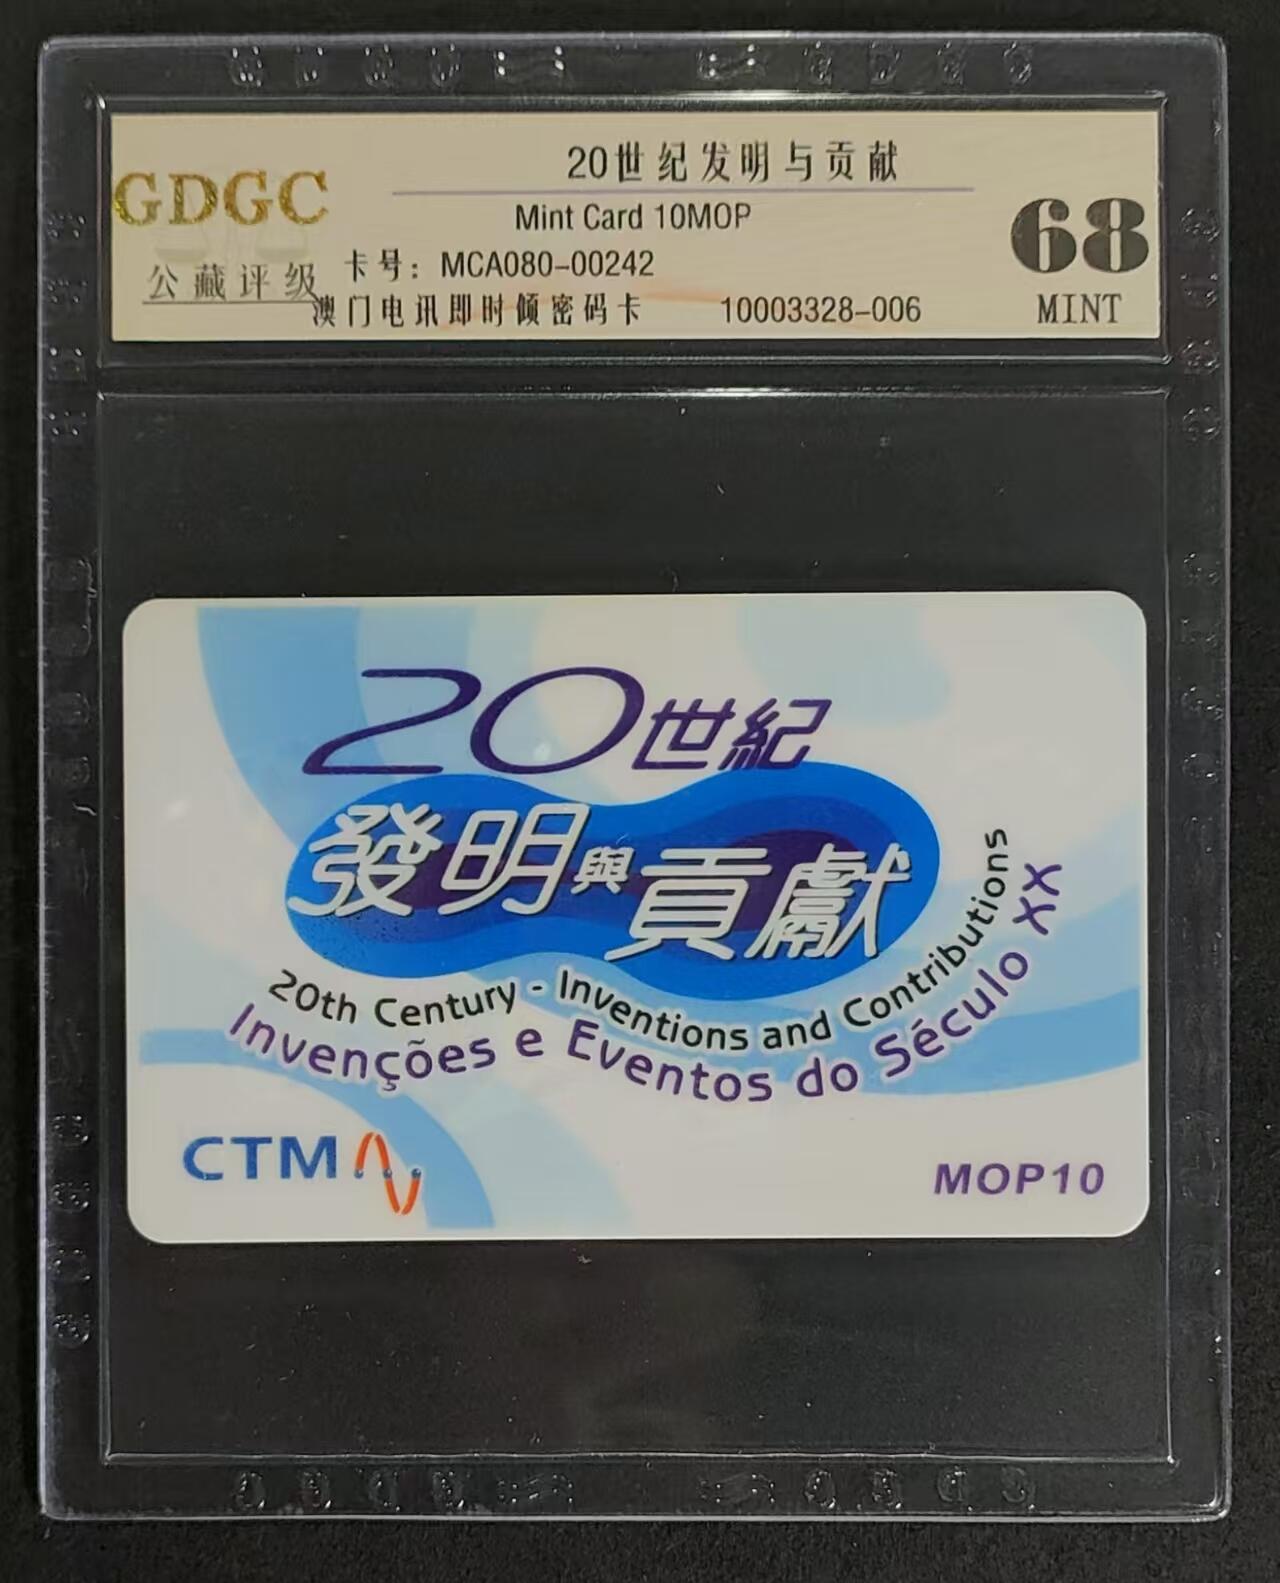 20世纪发明与贡献
GDGC
Mint Card 10MOP
68
公藏评级
卡号：MCA080-00242
澳门电讯即时倾密码卡
10003328-006
MINT
20世紀
發明與貢獻
20th Century - Inventions and Contributions
Invenções e Eventos do Século XX
CTM
MOP10